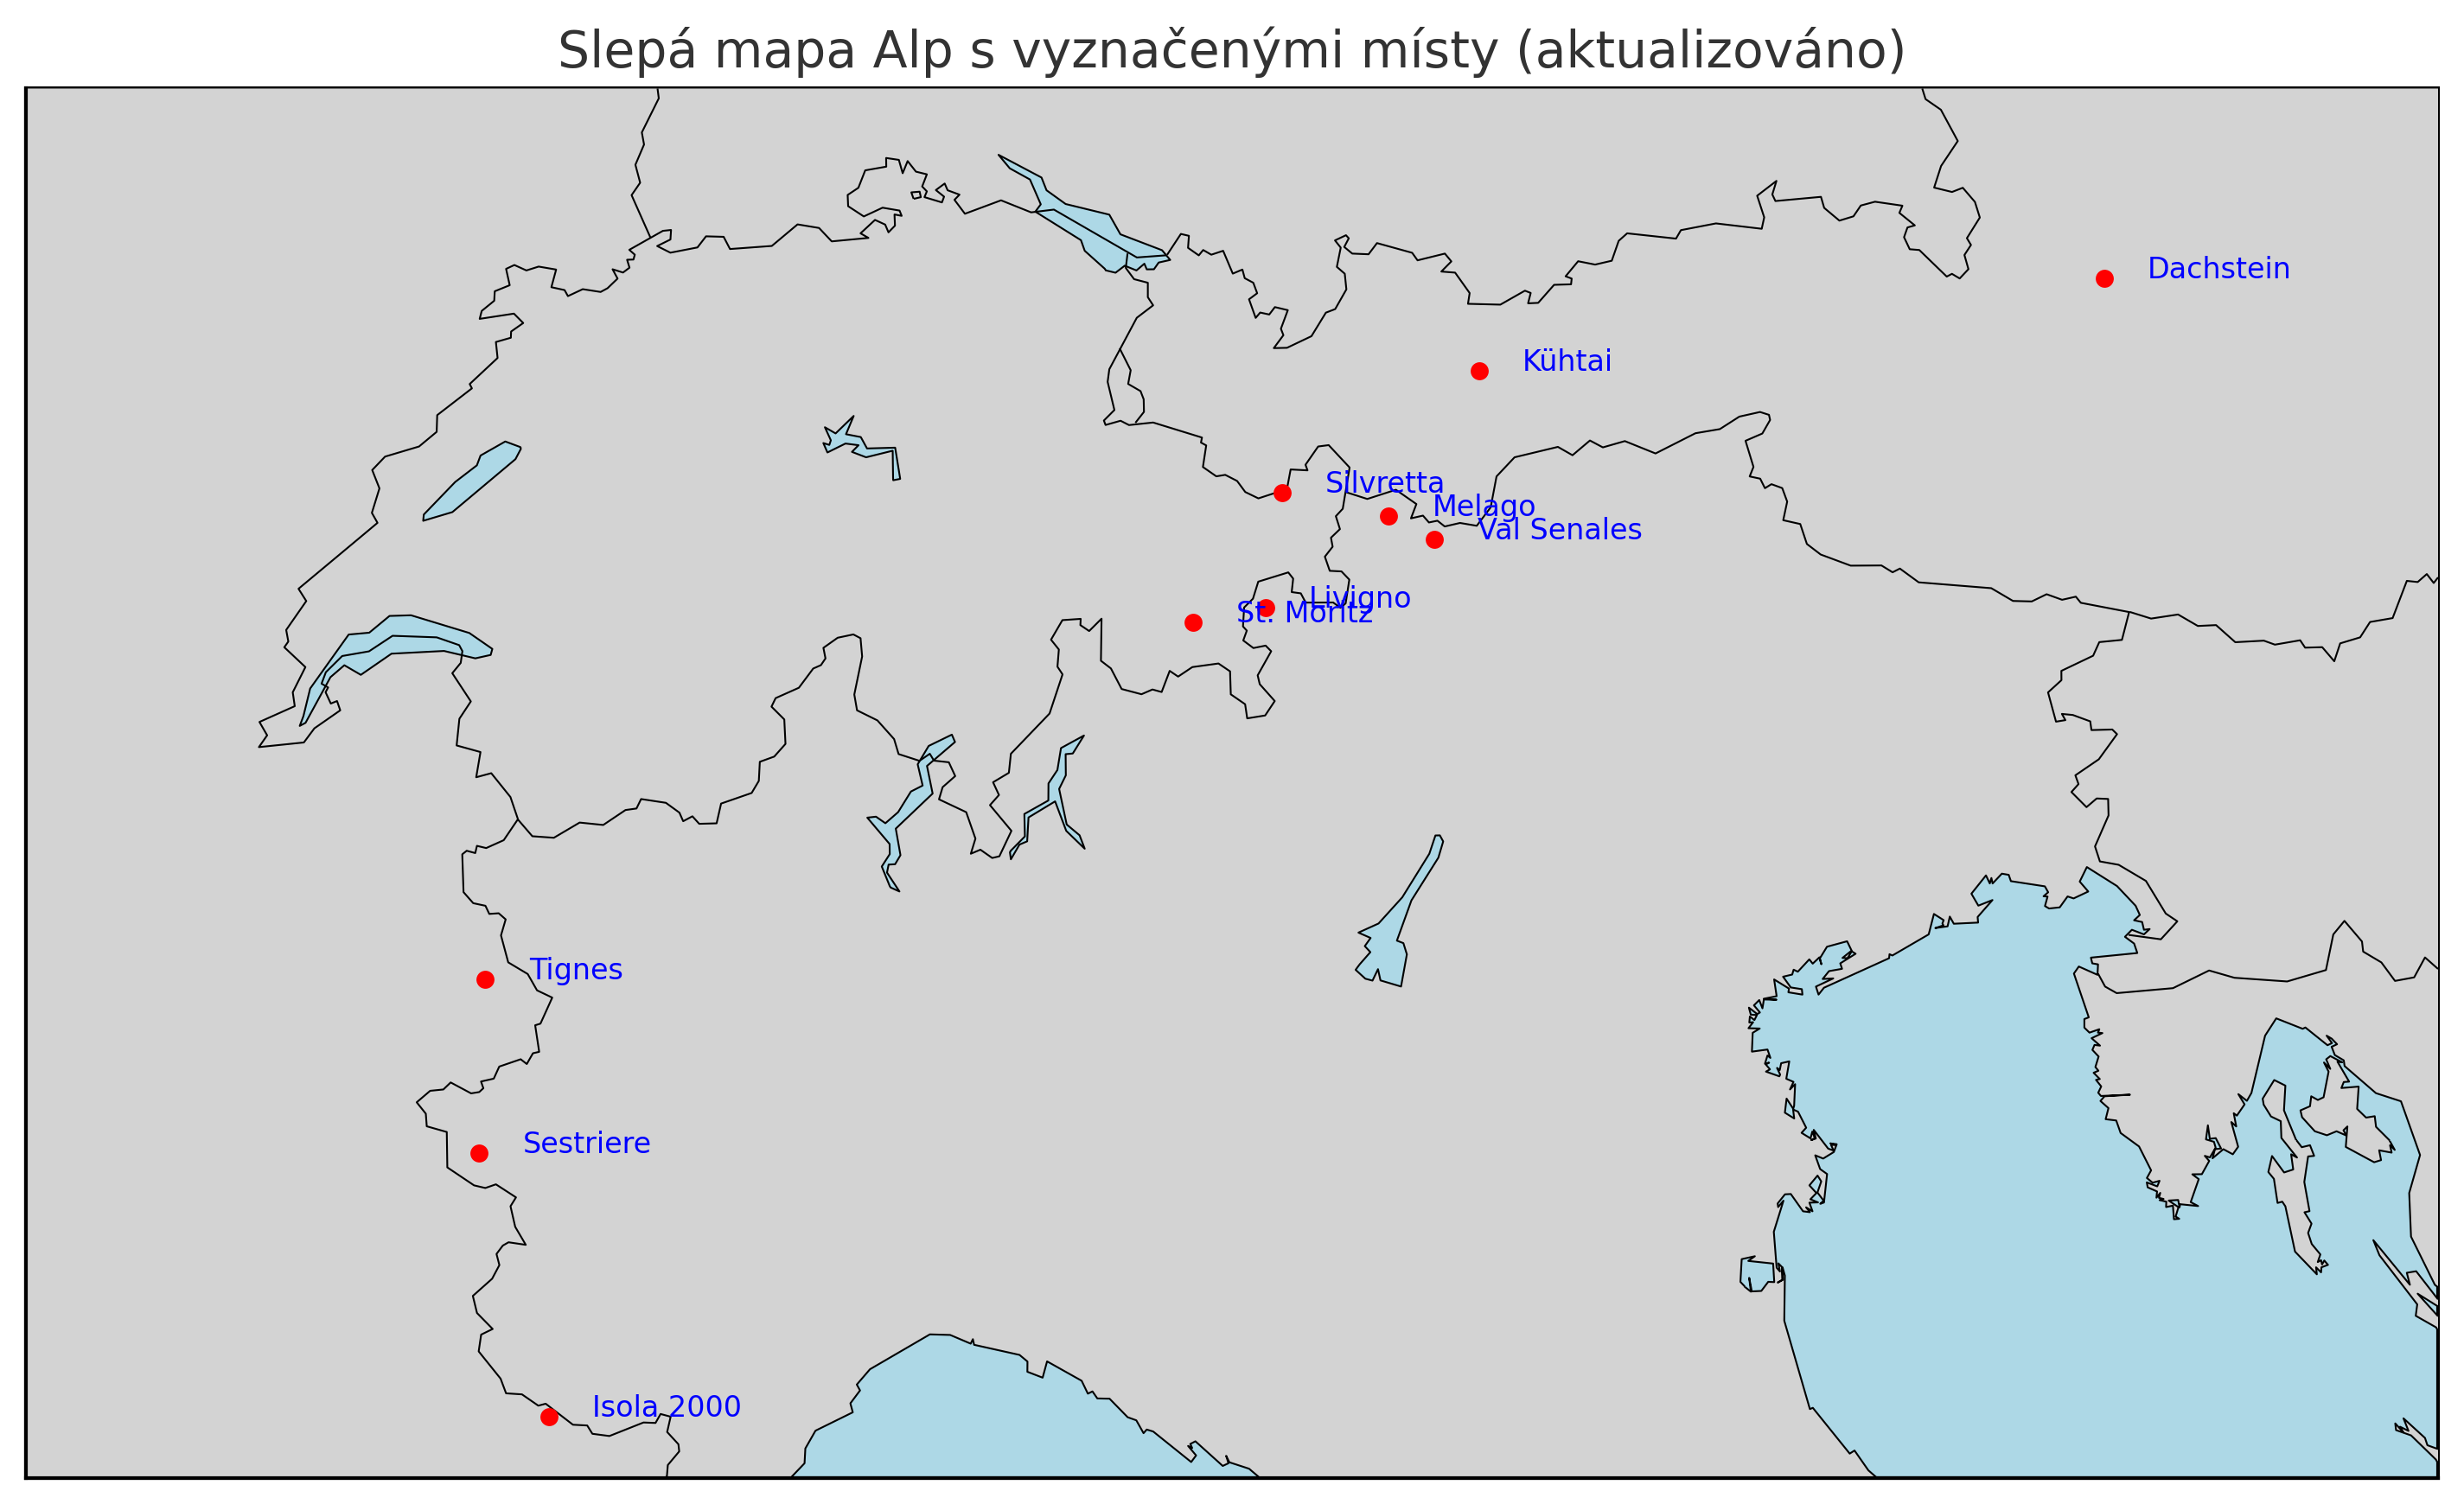 Slepá mapa Alp s vyznačenými místy (aktualizováno)
Dachstein
Kühtai
Silvretta
Melago
Val Senales
Livigno
St. Moritz
Tignes
Sestriere
Isola 2000